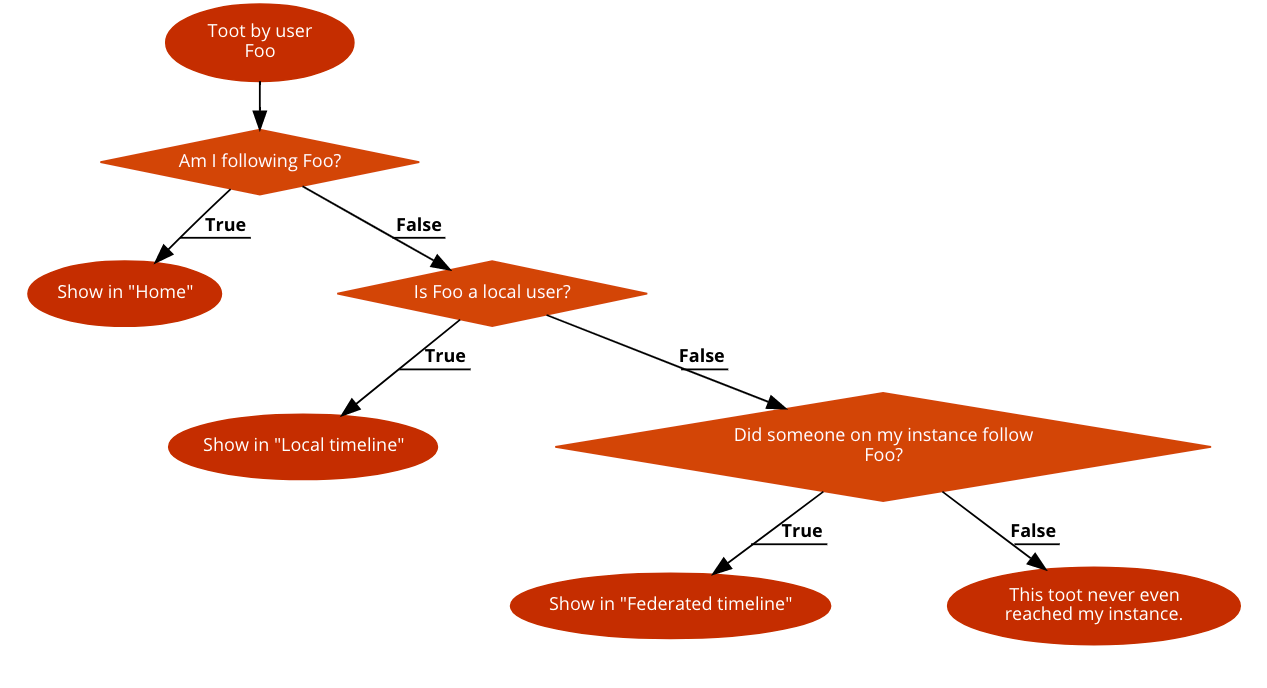 Toot by user
Foo
Am I following Foo?
True
False
Show in "Home"
Is Foo a local user?
True
False
Show in "Local timeline"
Did someone on my instance follow
Foo?
True
False
Show in "Federated timeline"
This toot never even
reached my instance.